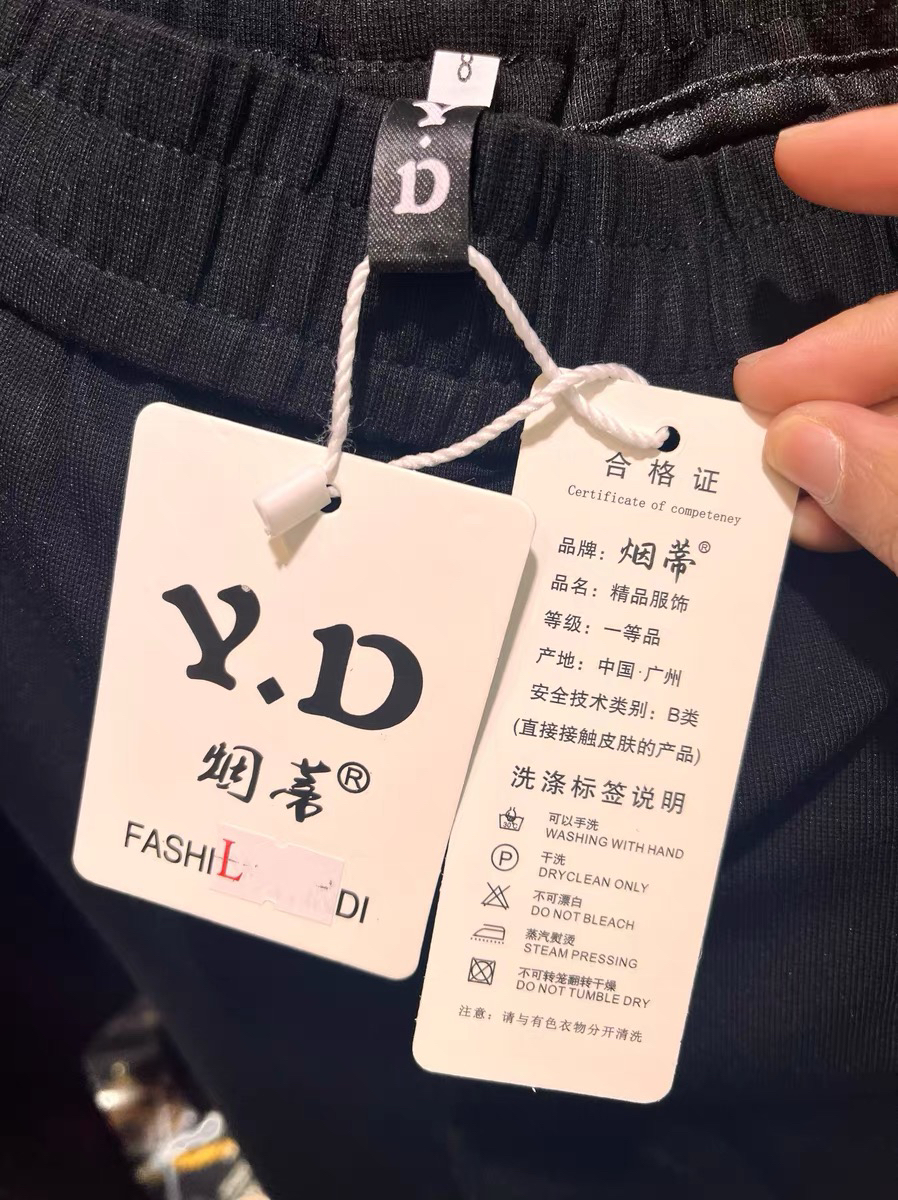 8
Y.D
Y.D
烟蒂®
FASHI
L
DI
合格证
Certificate of competeney
品牌：烟蒂®
品名：精品服饰
等级：一等品
产地：中国·广州
安全技术类别：B类
(直接接触皮肤的产品)
洗涤标签说明
30℃
可以手洗
WASHING WITH HAND
P
干洗
DRYCLEAN ONLY
不可漂白
DO NOT BLEACH
蒸汽熨烫
STEAM PRESSING
不可转笼翻转干燥
DO NOT TUMBLE DRY
注意：请与有色衣物分开清洗